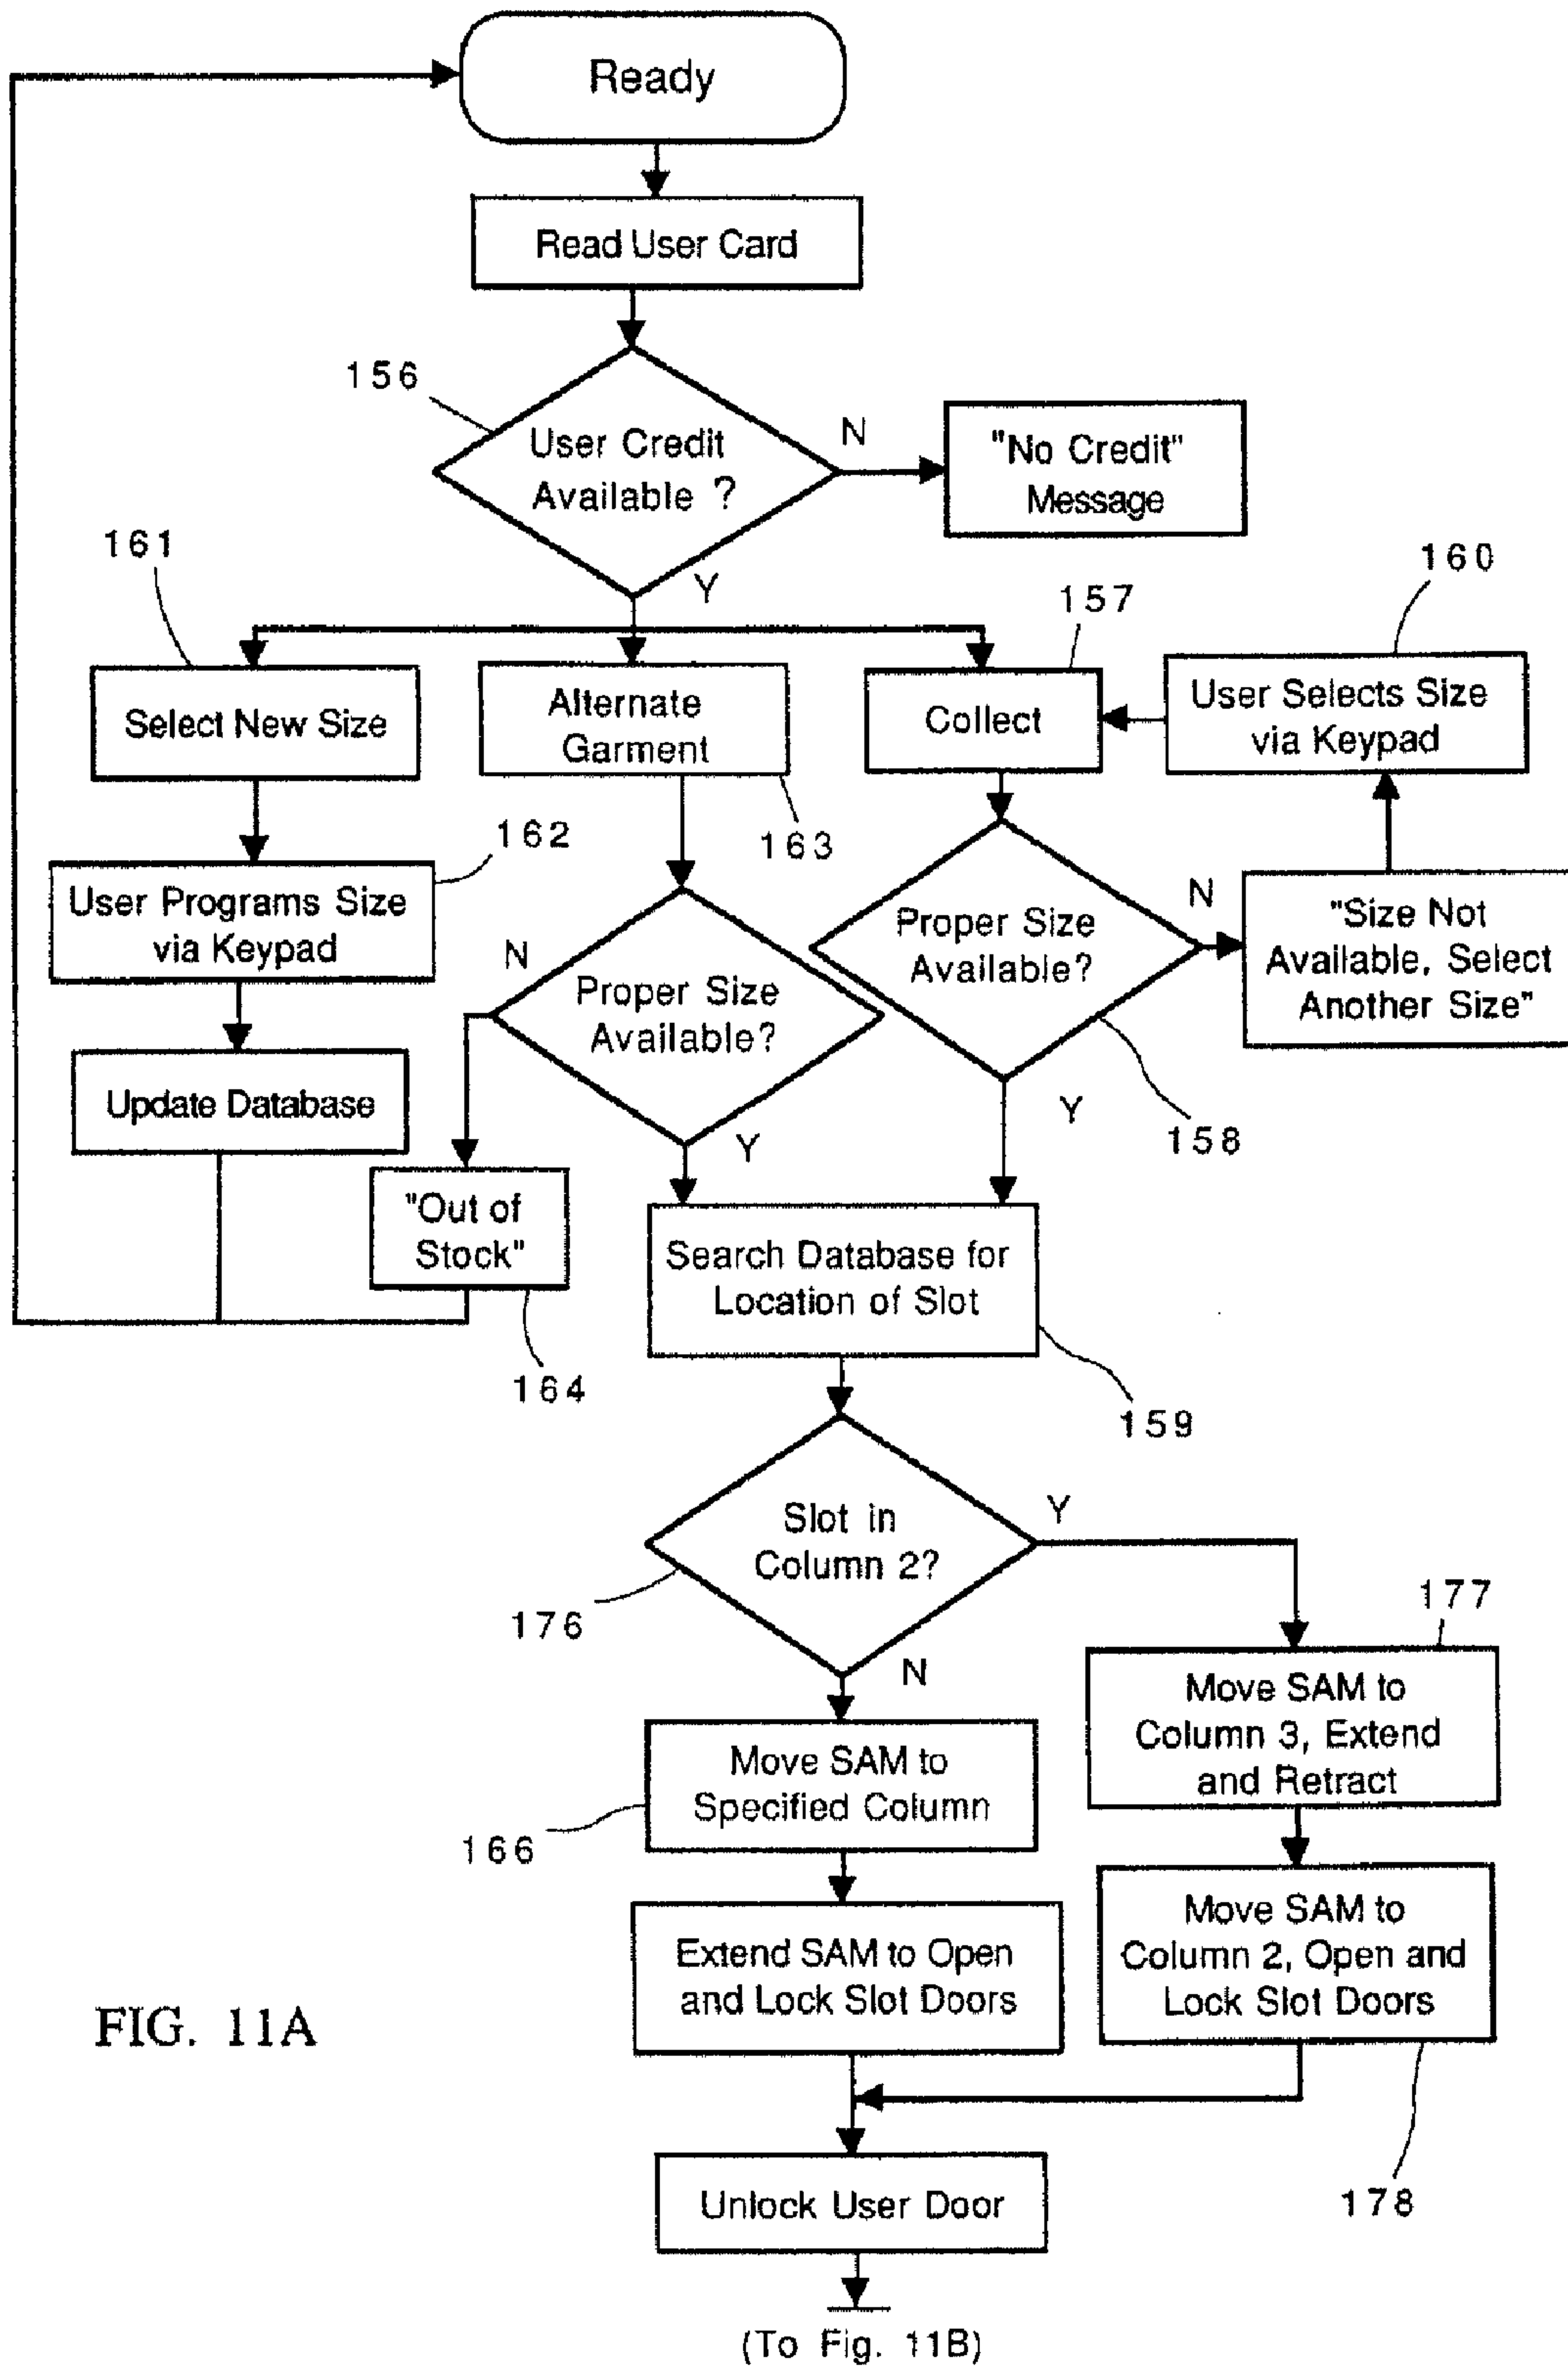 Ready
Read User Card
156
User Credit
Available ?
N
"No Credit"
Message
Y
161
157
160
Select New Size
Alternate
Garment
163
Collect
User Selects Size
via Keypad
162
User Programs Size
via Keypad
N
Proper Size
Available?
Proper Size
Available?
N
"Size Not
Available, Select
Another Size"
Update Database
Y
Y
158
"Out of
Stock"
164
Search Database for
Location of Slot
159
Slot in
Column 2?
Y
176
N
177
Move SAM to
Specified Column
166
Move SAM to
Column 3, Extend
and Retract
Extend SAM to Open
and Lock Slot Doors
Move SAM to
Column 2, Open and
Lock Slot Doors
178
FIG. 11A
Unlock User Door
(To Fig. 11B)